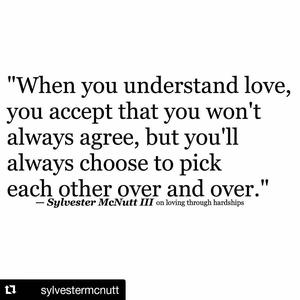 "When you understand love,
you accept that you won't
always agree, but you'll
always choose to pick
each other over and over."
— Sylvester McNutt III on loving through hardships
sylvestermcnutt